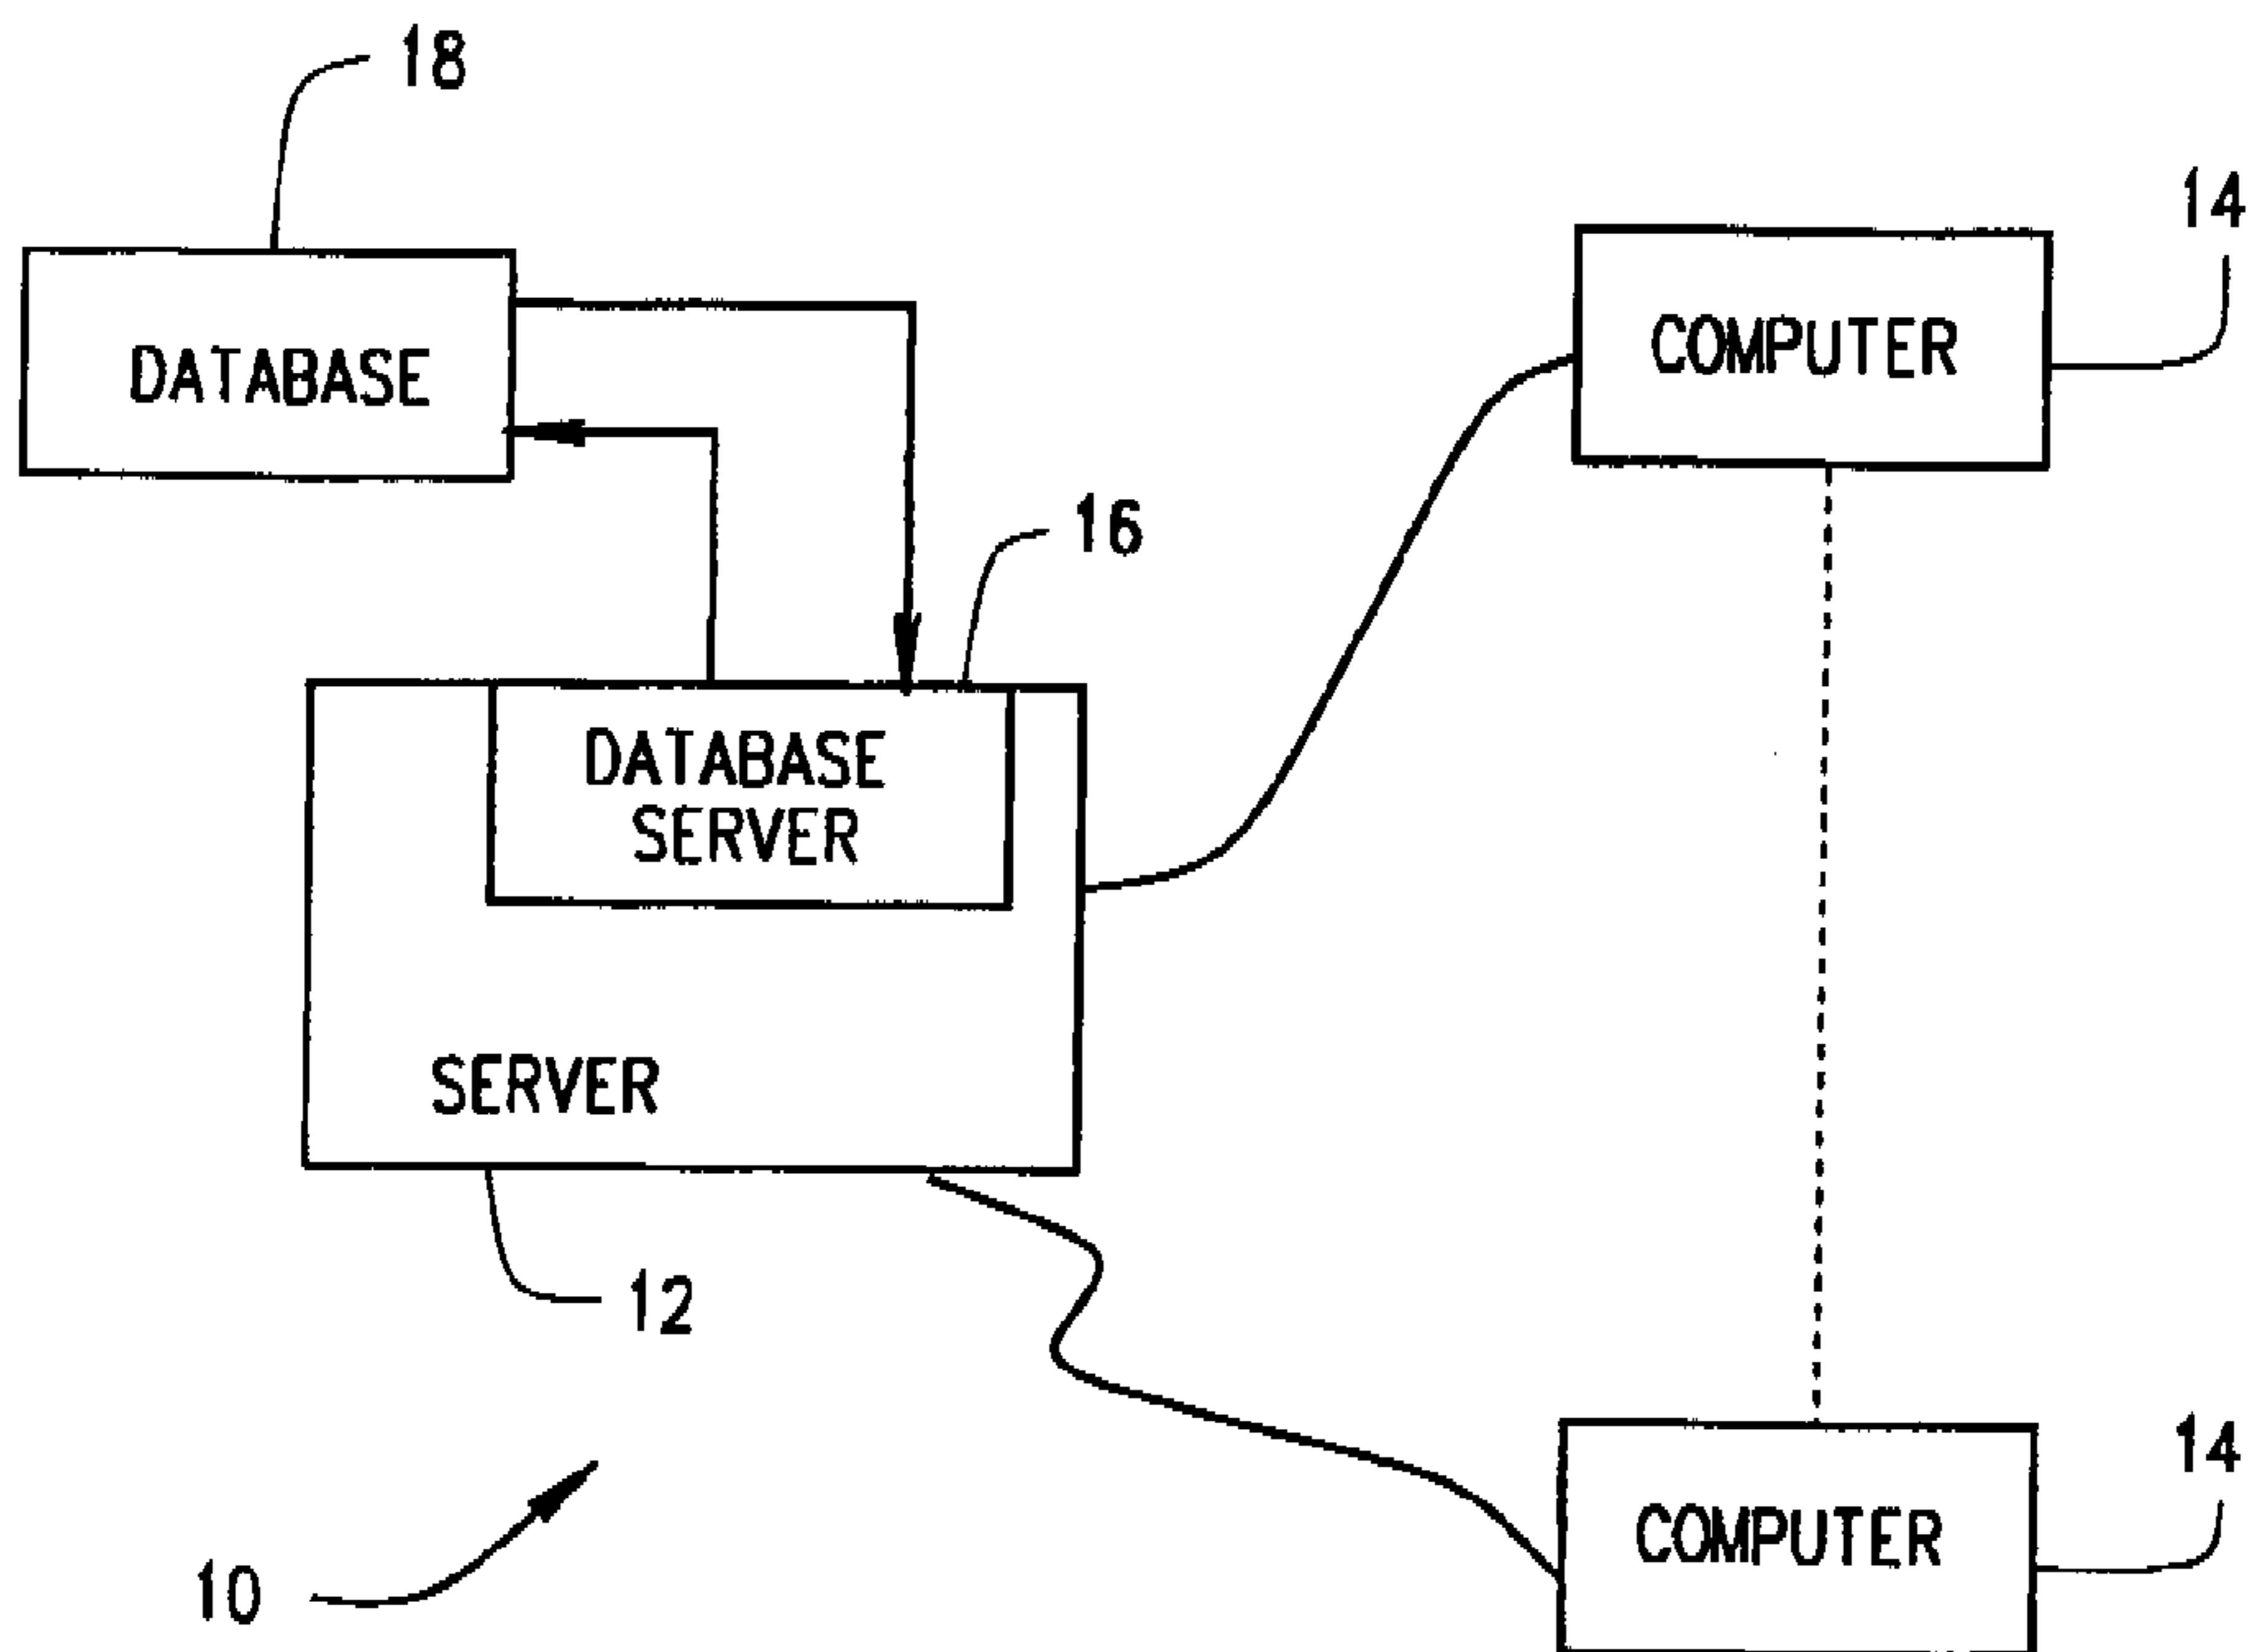 18
14
DATABASE
COMPUTER
16
DATABASE
SERVER
SERVER
12
14
COMPUTER
10